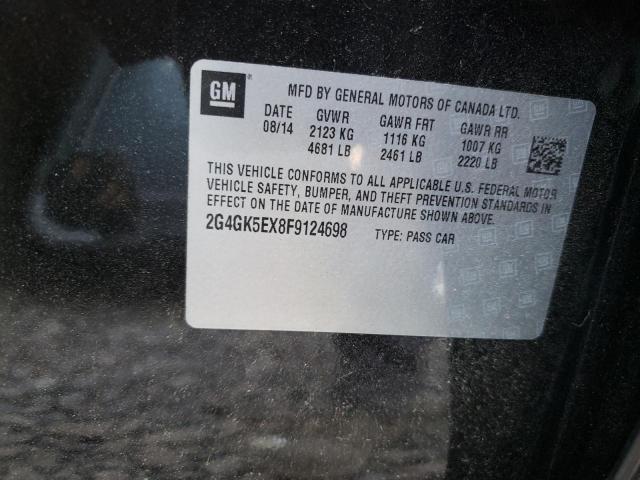 GM ®
MFD BY GENERAL MOTORS OF CANADA LTD.
DATE GVWR GAWR FRT GAWR RR
08/14 2123 KG 1116 KG 1007 KG
4681 LB 2461 LB 2220 LB
THIS VEHICLE CONFORMS TO ALL APPLICABLE U.S. FEDERAL MOTOR
VEHICLE SAFETY, BUMPER, AND THEFT PREVENTION STANDARDS IN
EFFECT ON THE DATE OF MANUFACTURE SHOWN ABOVE.
2G4GK5EX8F9124698 TYPE: PASS CAR